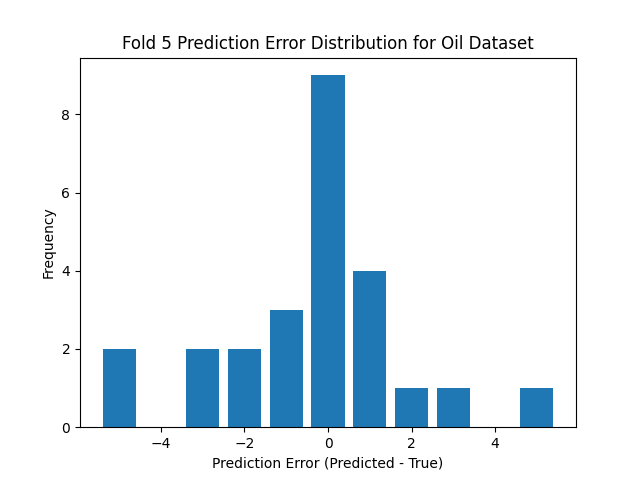 Fold 5 Prediction Error Distribution for Oil Dataset
8
6
4
2
0
Frequency
−4 −2 0 2 4
Prediction Error (Predicted - True)